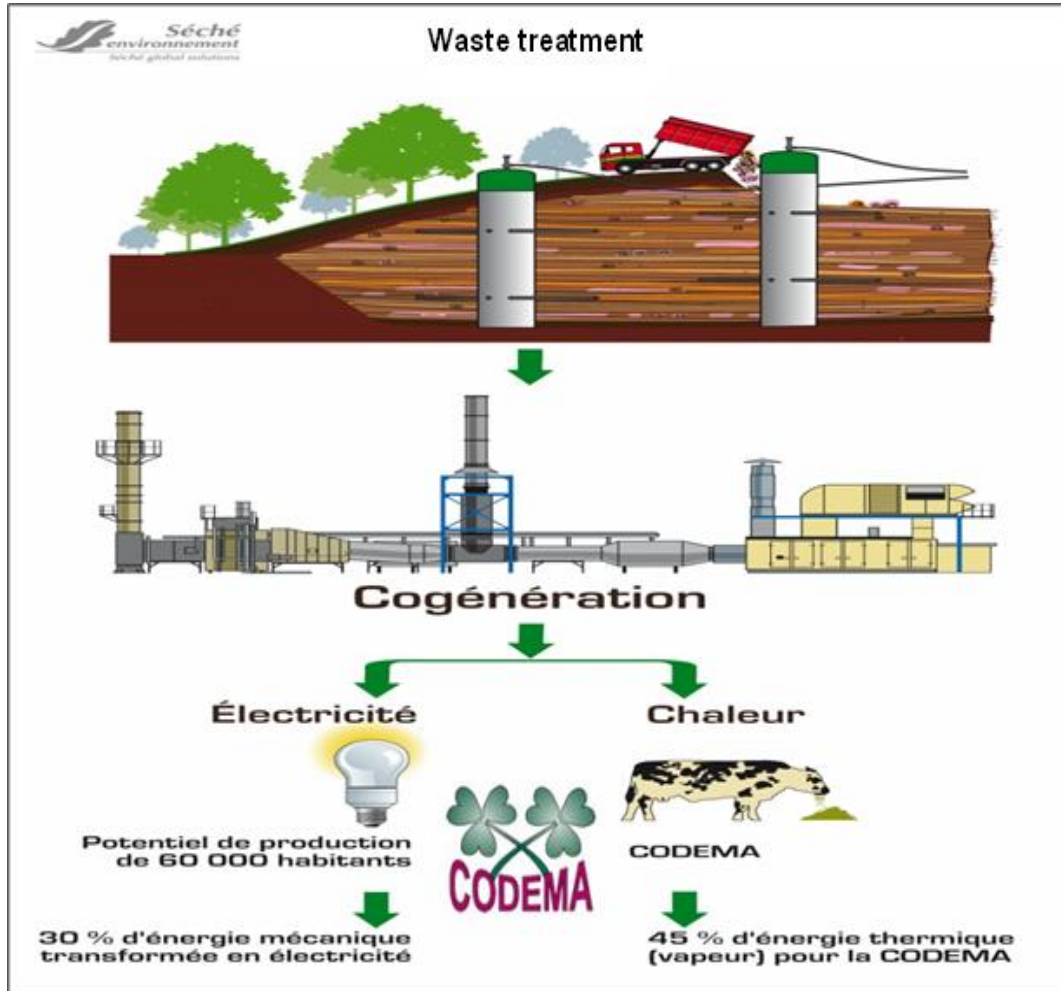 Séché
environnement
Séché global solutions
Waste treatment
Cogénération
Électricité
Chaleur
Potentiel de production
de 60 000 habitants
CODEMA
CODEMA
30 % d'énergie mécanique
transformée en électricité
45 % d'énergie thermique
(vapeur) pour la CODEMA